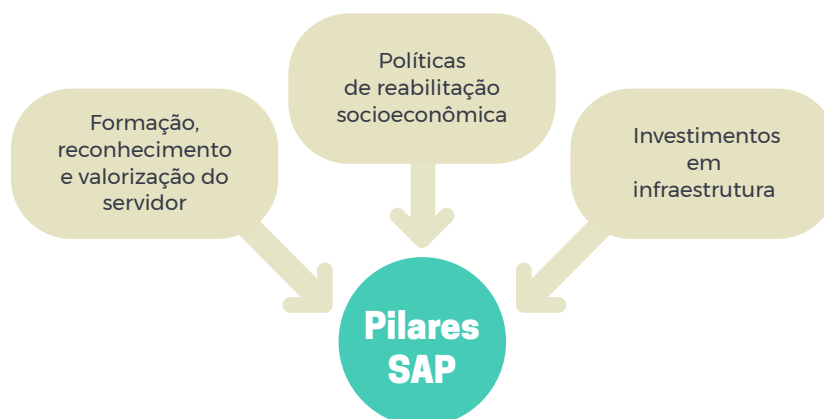 Formação,
reconhecimento
e valorização do
servidor
Políticas
de reabilitação
socioeconômica
Investimentos
em
infraestrutura
Pilares
SAP